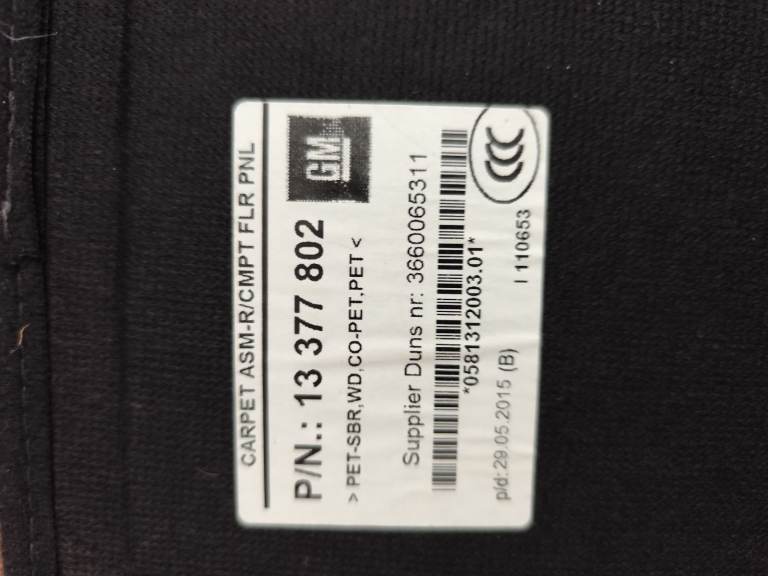 CARPET ASM-R/CMPT FLR PNL
P/N.: 13 377 802
GM
> PET-SBR,WD,CO-PET,PET <
Supplier Duns nr: 3660065311
*0581312003.01*
p/d: 29.05.2015 (B)
I 110653
CCC